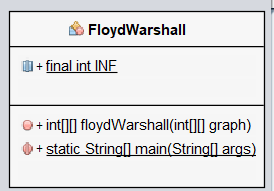 FloydWarshall
+ final int INF
+ int[][] floydWarshall(int[][] graph)
+ static String[] main(String[] args)